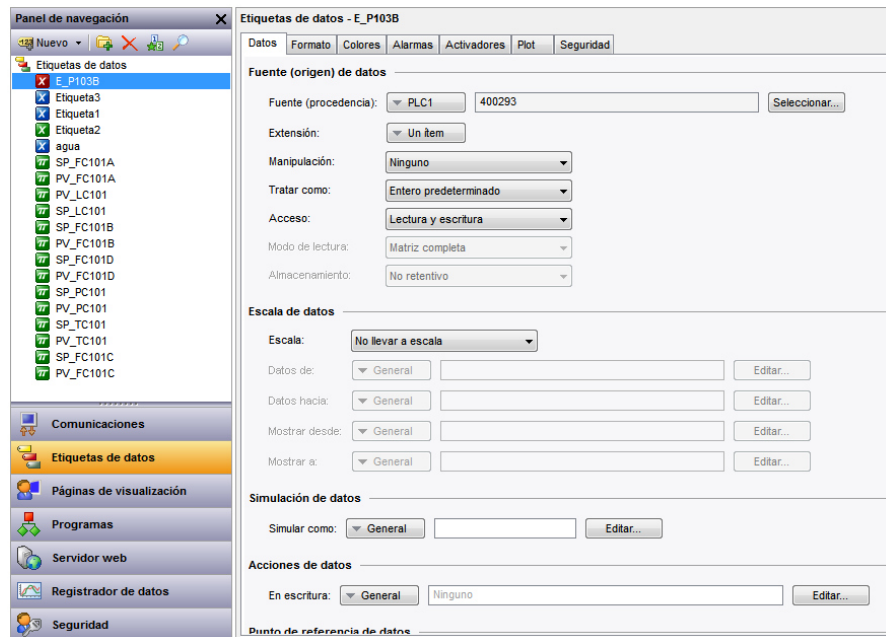 Panel de navegación
Nuevo
Etiquetas de datos
E_P103B
Etiqueta3
Etiqueta1
Etiqueta2
agua
SP_FC101A
PV_FC101A
PV_LC101
SP_LC101
SP_FC101B
PV_FC101B
SP_FC101D
PV_FC101D
SP_PC101
PV_PC101
SP_TC101
PV_TC101
SP_FC101C
PV_FC101C
Comunicaciones
Etiquetas de datos
Páginas de visualización
Programas
Servidor web
Registrador de datos
Seguridad
Etiquetas de datos - E_P103B
Datos Formato Colores Alarmas Activadores Plot Seguridad
Fuente (origen) de datos
Fuente (procedencia): PLC1 400293 Seleccionar...
Extensión: Un ítem
Manipulación: Ninguno
Tratar como: Entero predeterminado
Acceso: Lectura y escritura
Modo de lectura: Matriz completa
Almacenamiento: No retentivo
Escala de datos
Escala: No llevar a escala
Datos de: General Editar...
Datos hacia: General Editar...
Mostrar desde: General Editar...
Mostrar a: General Editar...
Simulación de datos
Simular como: General Editar...
Acciones de datos
En escritura: General Ninguno Editar...
Punto de referencia de datos